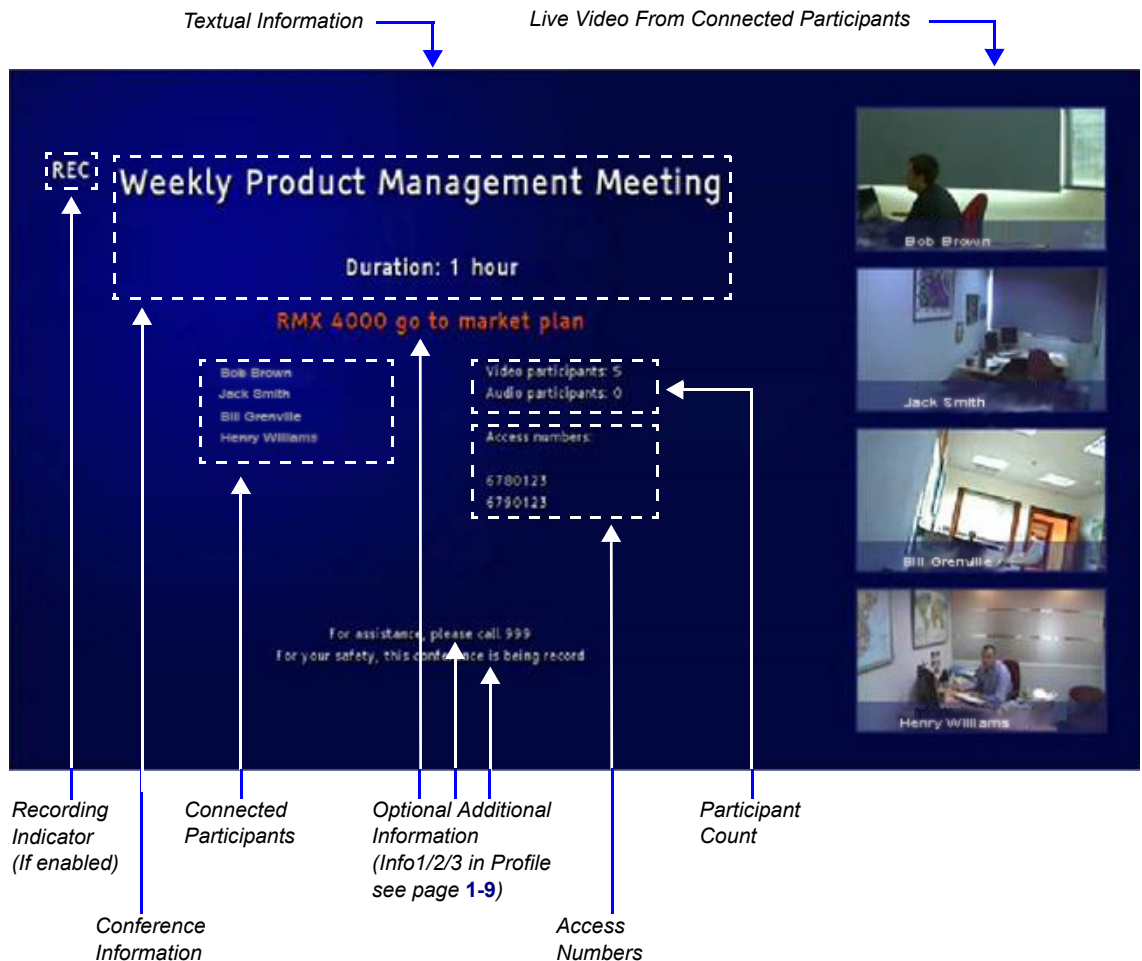 Textual Information
Live Video From Connected Participants
REC
Weekly Product Management Meeting
Duration: 1 hour
RMX 4000 go to market plan
Bob Brown
Jack Smith
Bill Grenville
Henry Williams
Video participants: 5
Audio participants: 0
Access numbers:
6780123
6790123
For assistance, please call 999
For your safety, this conference is being record
Bob Brown
Jack Smith
Bill Grenville
Henry Williams
Recording
Indicator
(If enabled)
Connected
Participants
Optional Additional
Information
(Info1/2/3 in Profile
see page 1-9)
Participant
Count
Conference
Information
Access
Numbers